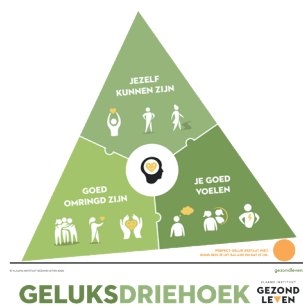 JEZELF
KUNNEN ZIJN
GOED
OMRINGD ZIJN
JE GOED
VOELEN
gezondleven
VLAAMS INSTITUUT
GELUKSDRIEHOEK
GEZOND
LEVEN